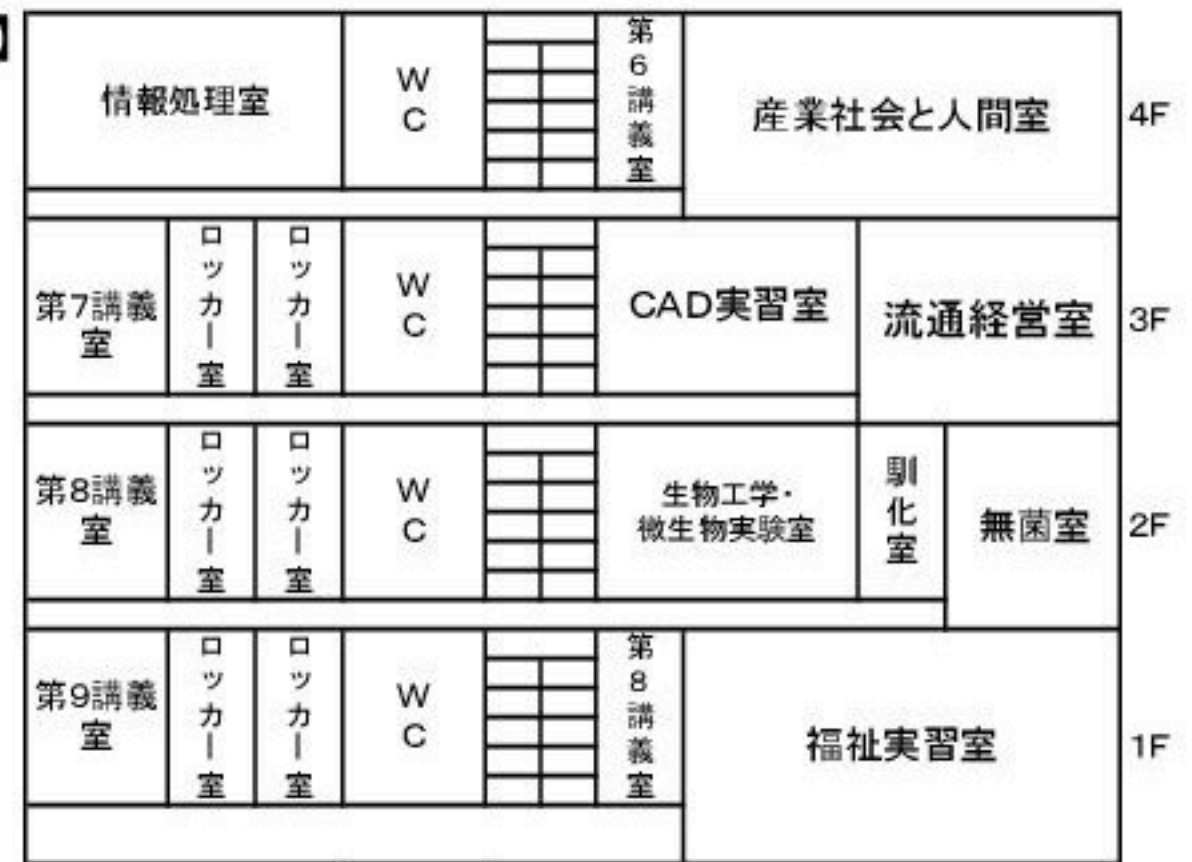 】
情報処理室
WC
第6講義室
産業社会と人間室
4F
第7講義
室
ロッカー室
ロッカー室
WC
CAD実習室
流通経営室
3F
第8講義
室
ロッカー室
ロッカー室
WC
生物工学・
微生物実験室
馴化室
無菌室
2F
第9講義
室
ロッカー室
ロッカー室
WC
第8講義室
福祉実習室
1F